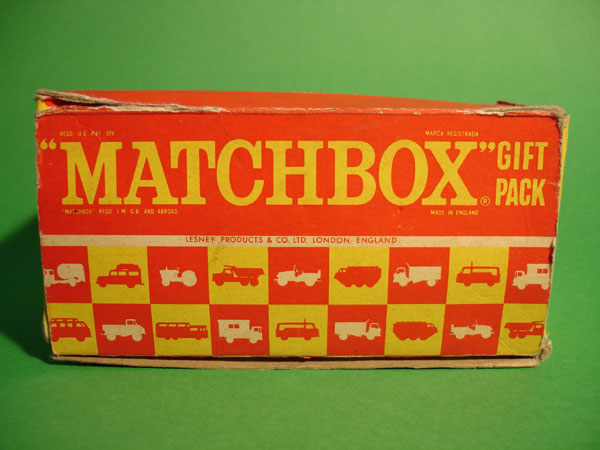 REGD U.S. PAT. OFF
MARCA REGISTRADA
"MATCHBOX"® GIFT PACK
"MATCHBOX" REGD. T.M. G.B. AND ABROAD.
MADE IN ENGLAND
LESNEY PRODUCTS & CO. LTD. LONDON, ENGLAND